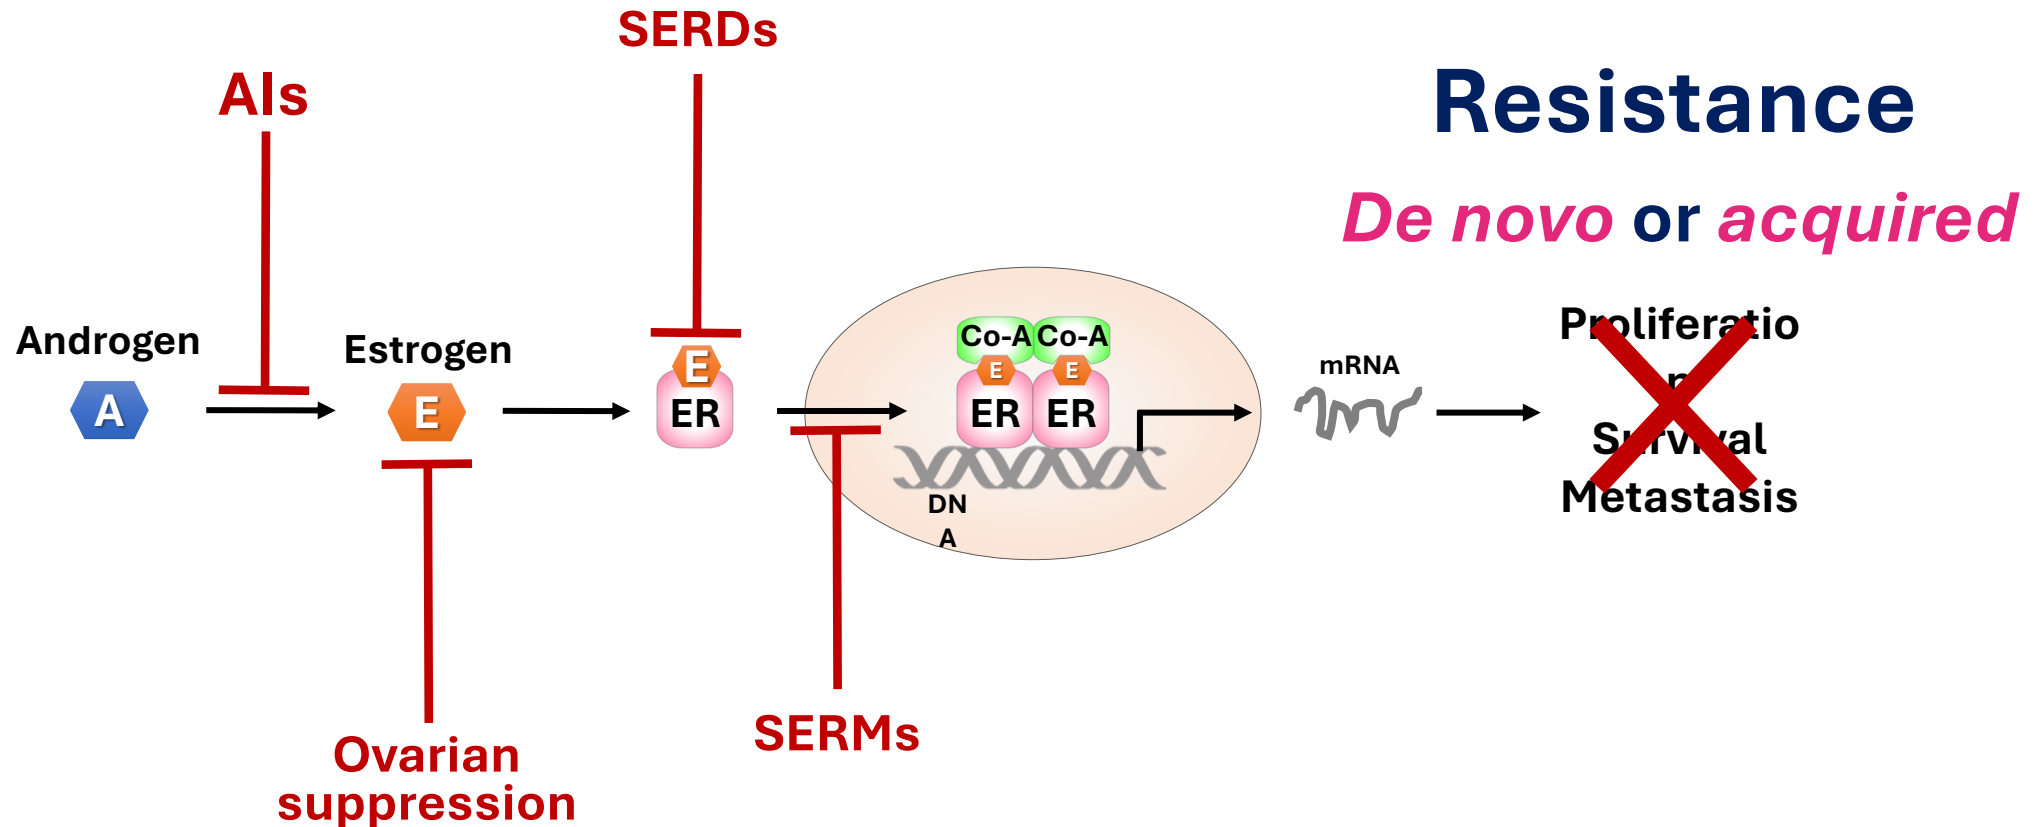 SERDs
AIs
Resistance
De novo or acquired
Androgen
A
Estrogen
E
E
ER
Co-A Co-A
E E
ER ER
DN
A
mRNA
Proliferatio
n
Survival
Metastasis
SERMs
Ovarian
suppression